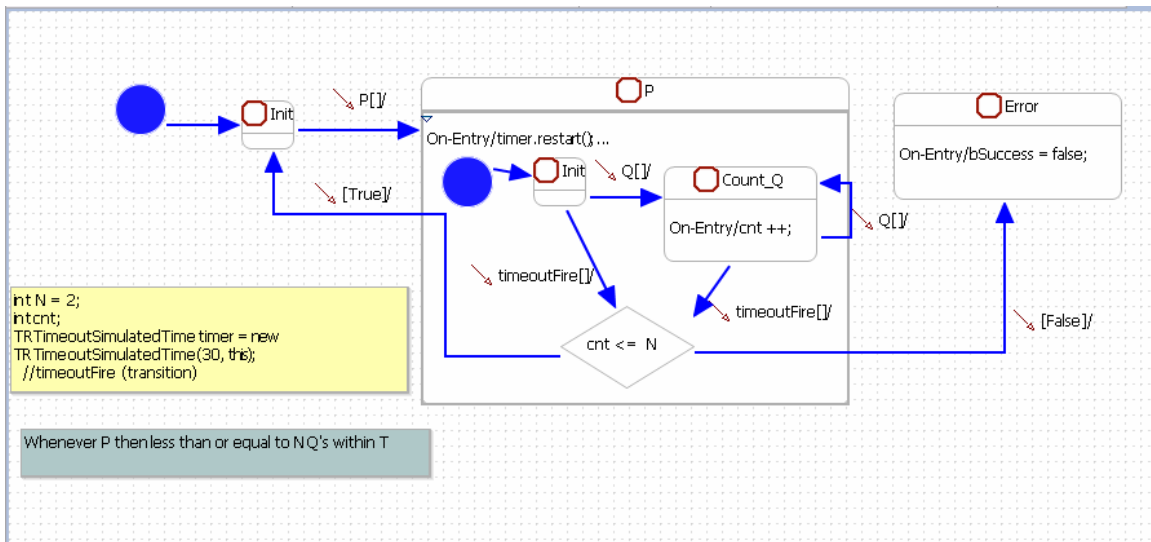 Init
P[]/
P
On-Entry/timer.restart(); ...
Init
Q[]/
Count_Q
On-Entry/cnt ++;
Q[]/
Error
On-Entry/bSuccess = false;
[True]/
timeoutFire[]/
timeoutFire[]/
cnt <= N
[False]/
int N = 2;
int cnt;
TRTimeoutSimulatedTime timer = new
TRTimeoutSimulatedTime(30, this);
//timeoutFire (transition)
Whenever P then less than or equal to N Q's within T